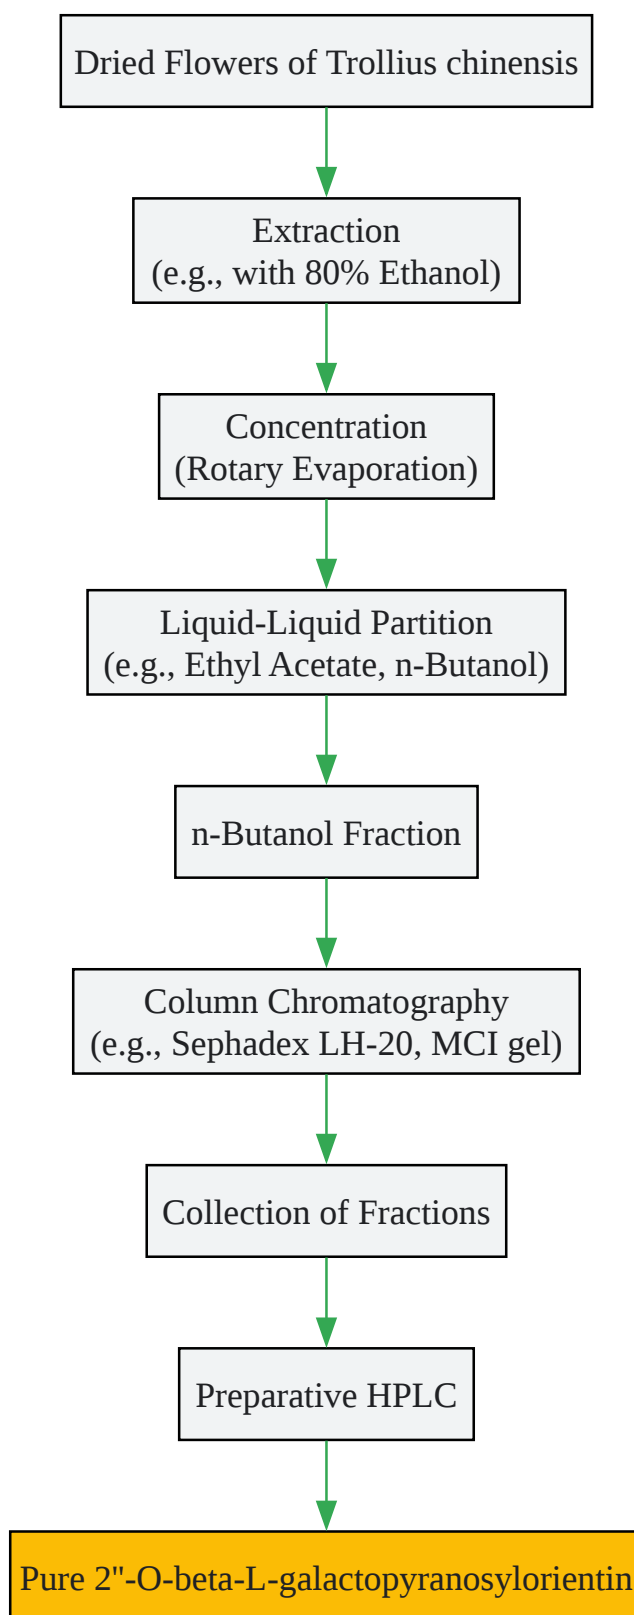 Dried Flowers of Trollius chinensis
Extraction
(e.g., with 80% Ethanol)
Concentration
(Rotary Evaporation)
Liquid-Liquid Partition
(e.g., Ethyl Acetate, n-Butanol)
n-Butanol Fraction
Column Chromatography
(e.g., Sephadex LH-20, MCI gel)
Collection of Fractions
Preparative HPLC
Pure 2''-O-beta-L-galactopyranosylorientin